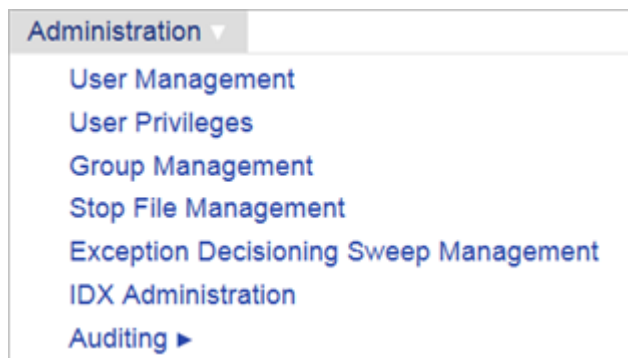 Administration ▼
User Management
User Privileges
Group Management
Stop File Management
Exception Decisioning Sweep Management
IDX Administration
Auditing ►